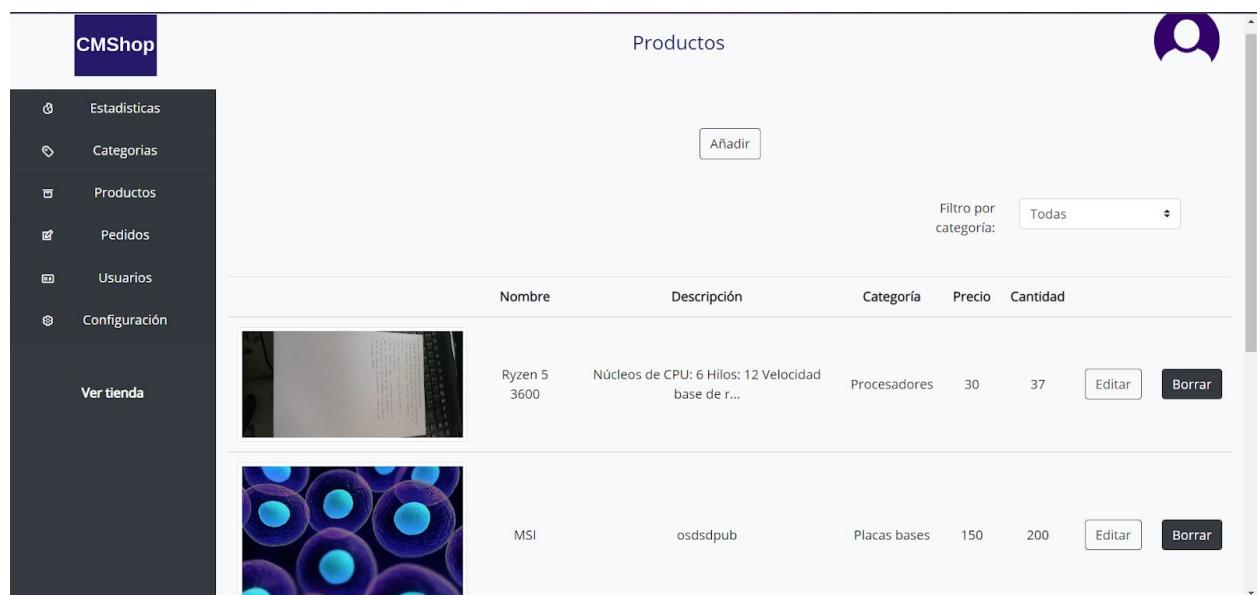 CMShop
Productos
Estadisticas
Categorias
Productos
Pedidos
Usuarios
Configuración
Ver tienda
Añadir
Filtro por
categoría:
Todas
Nombre Descripción Categoría Precio Cantidad
Ryzen 5
3600
Núcleos de CPU: 6 Hilos: 12 Velocidad
base de r...
Procesadores 30 37 Editar Borrar
MSI osdsdpub Placas bases 150 200 Editar Borrar